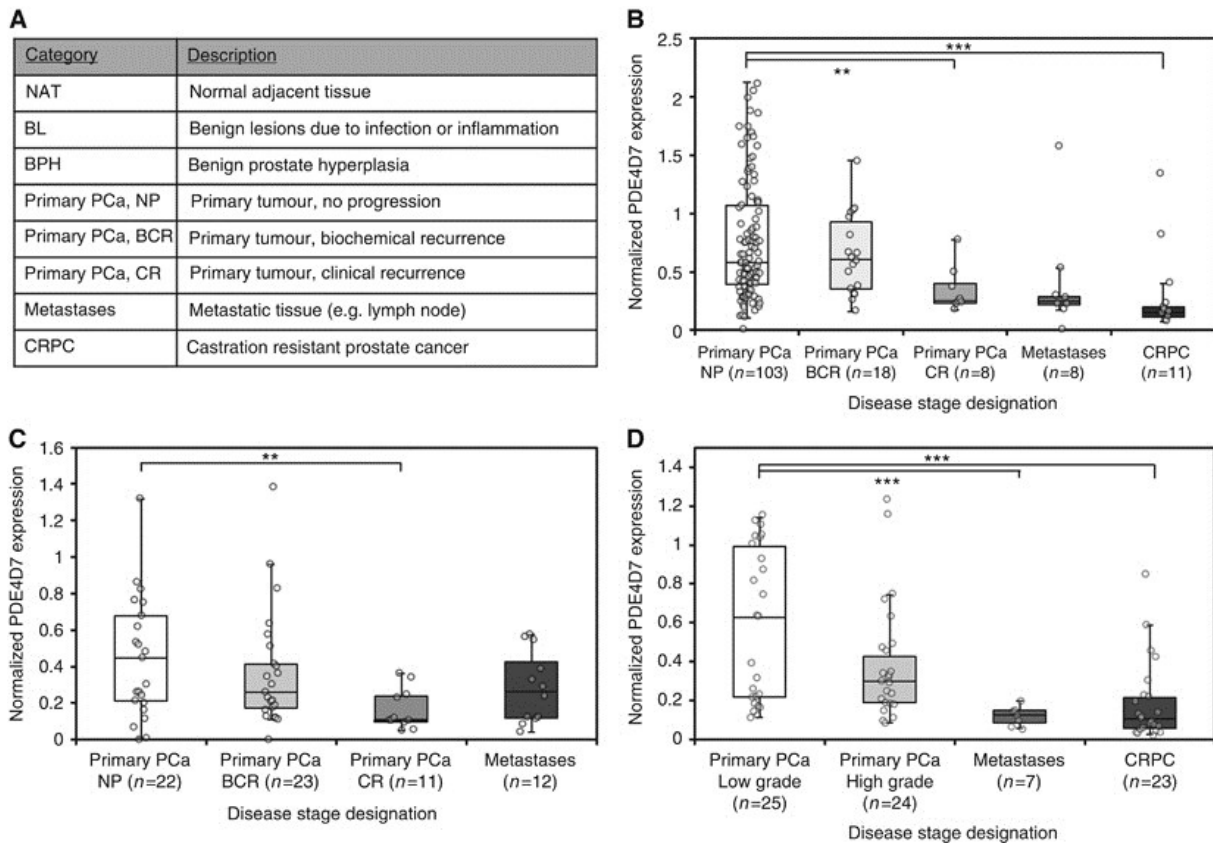 A
Category Description
NAT Normal adjacent tissue
BL Benign lesions due to infection or inflammation
BPH Benign prostate hyperplasia
Primary PCa, NP Primary tumour, no progression
Primary PCa, BCR Primary tumour, biochemical recurrence
Primary PCa, CR Primary tumour, clinical recurrence
Metastases Metastatic tissue (e.g. lymph node)
CRPC Castration resistant prostate cancer
B
Normalized PDE4D7 expression
2.5
2
1.5
1
0.5
0
***
**
Primary PCa Primary PCa Primary PCa Metastases CRPC
NP (n=103) BCR (n=18) CR (n=8) (n=8) (n=11)
Disease stage designation
C
Normalized PDE4D7 expression
1.6
1.4
1.2
1
0.8
0.6
0.4
0.2
0
**
Primary PCa Primary PCa Primary PCa Metastases
NP (n=22) BCR (n=23) CR (n=11) (n=12)
Disease stage designation
D
Normalized PDE4D7 expression
1.4
1.2
1
0.8
0.6
0.4
0.2
0
***
***
Primary PCa Primary PCa Metastases CRPC
Low grade High grade (n=7) (n=23)
(n=25) (n=24)
Disease stage designation